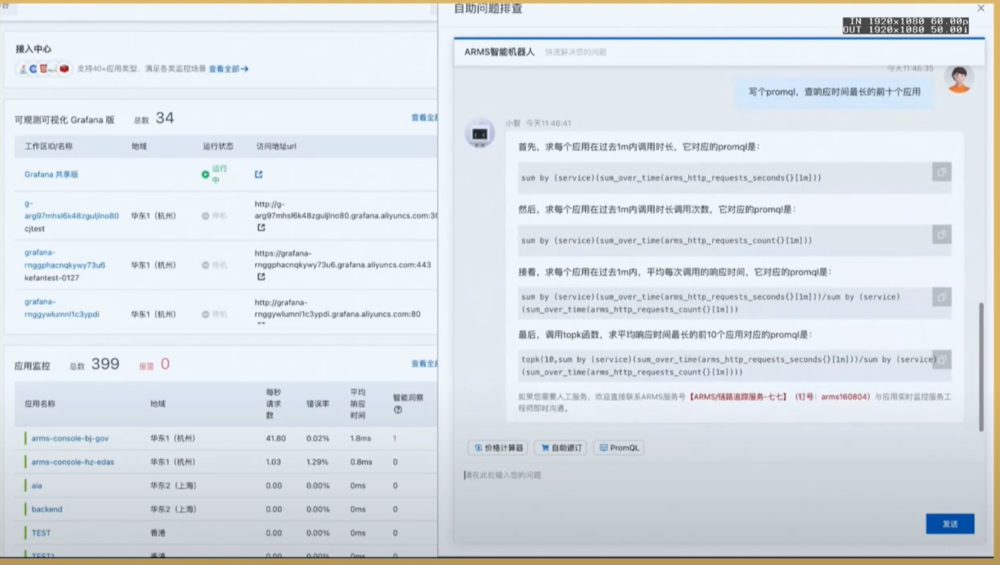 自助问题排查
IN 1920×1080 60.00p
OUT 1920×1080 50.00i
接入中心
支持40+应用类型，满足各类监控场景 查看全部→
可观测可视化 Grafana 版 总数 34
工作区ID/名称 地域 运行状态 访问地址url
Grafana 共享版 运行
中
g-
arg97mhsl6k48zguljlno80
cjtest
华东1（杭州） 停机
http://g-
arg97mhsl6k48zguljlno80.grafana.aliyuncs.com:30
grafana-
rnggphacnqkywy73u6
kefantest-0127
华东1（杭州） 停机
https://grafana-
rnggphacnqkywy73u6.grafana.aliyuncs.com:443
grafana-
rnggywlumnl1c3ypdi
华东1（杭州） 停机
http://grafana-
rnggywlumnl1c3ypdi.grafana.aliyuncs.com:80
应用监控 总数 399 报警 0
应用名称 地域 每秒请求数 错误率 平均响应时间 智能洞察
arms-console-bj-gov 华东1（杭州） 41.80 0.02% 1.8ms 1
arms-console-hz-edas 华东1（杭州） 1.03 1.29% 0.8ms 0
aia 华东2（上海） 0.00 0.00% 0ms 0
backend 华东2（上海） 0.00 0.00% 0ms 0
TEST 香港 0.00 0.00% 0ms 0
TEST1 香港 0.00 0.00% 0ms 0
ARMS智能机器人 快速解决您的问题
今天11:46:35
写个promql，查响应时间最长的前十个应用
小智 今天11:46:41
首先，求每个应用在过去1m内调用时长，它对应的promql是：
sum by (service)(sum_over_time(arms_http_requests_seconds{}[1m]))
然后，求每个应用在过去1m内调用时长调用次数，它对应的promql是：
sum by (service)(sum_over_time(arms_http_requests_count{}[1m]))
接着，求每个应用在过去1m内，平均每次调用的响应时间，它对应的promql是：
sum by (service)(sum_over_time(arms_http_requests_seconds{}[1m]))/sum by (service)
(sum_over_time(arms_http_requests_count{}[1m]))
最后，调用topk函数，求平均响应时间最长的前10个应用对应的promql是：
topk(10,sum by (service)(sum_over_time(arms_http_requests_seconds{}[1m]))/sum by (service)
(sum_over_time(arms_http_requests_count{}[1m])))
如果您需要人工服务，欢迎直接联系ARMS服务号【ARMS/链路追踪服务-七七】（钉号：arms160804）与应用实时监控服务工
程师即时沟通。
价格计算器 自助退订 PromQL
请在此处输入您的问题
发送